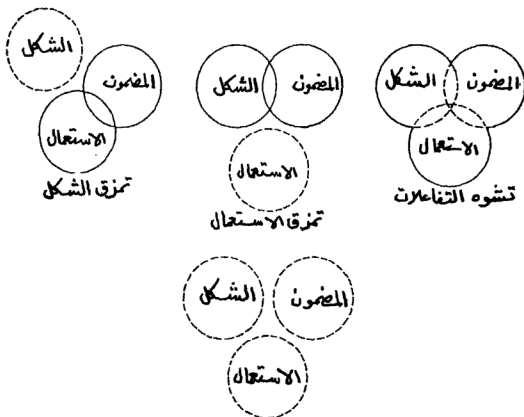 الشكل المضمون
الاستعمال
تشوه التفاعلات
الشكل المضمون
الاستعمال
تمزق الاستعمال
الشكل
المضمون
الاستعمال
تمزق الشكل
الشكل المضمون
الاستعمال